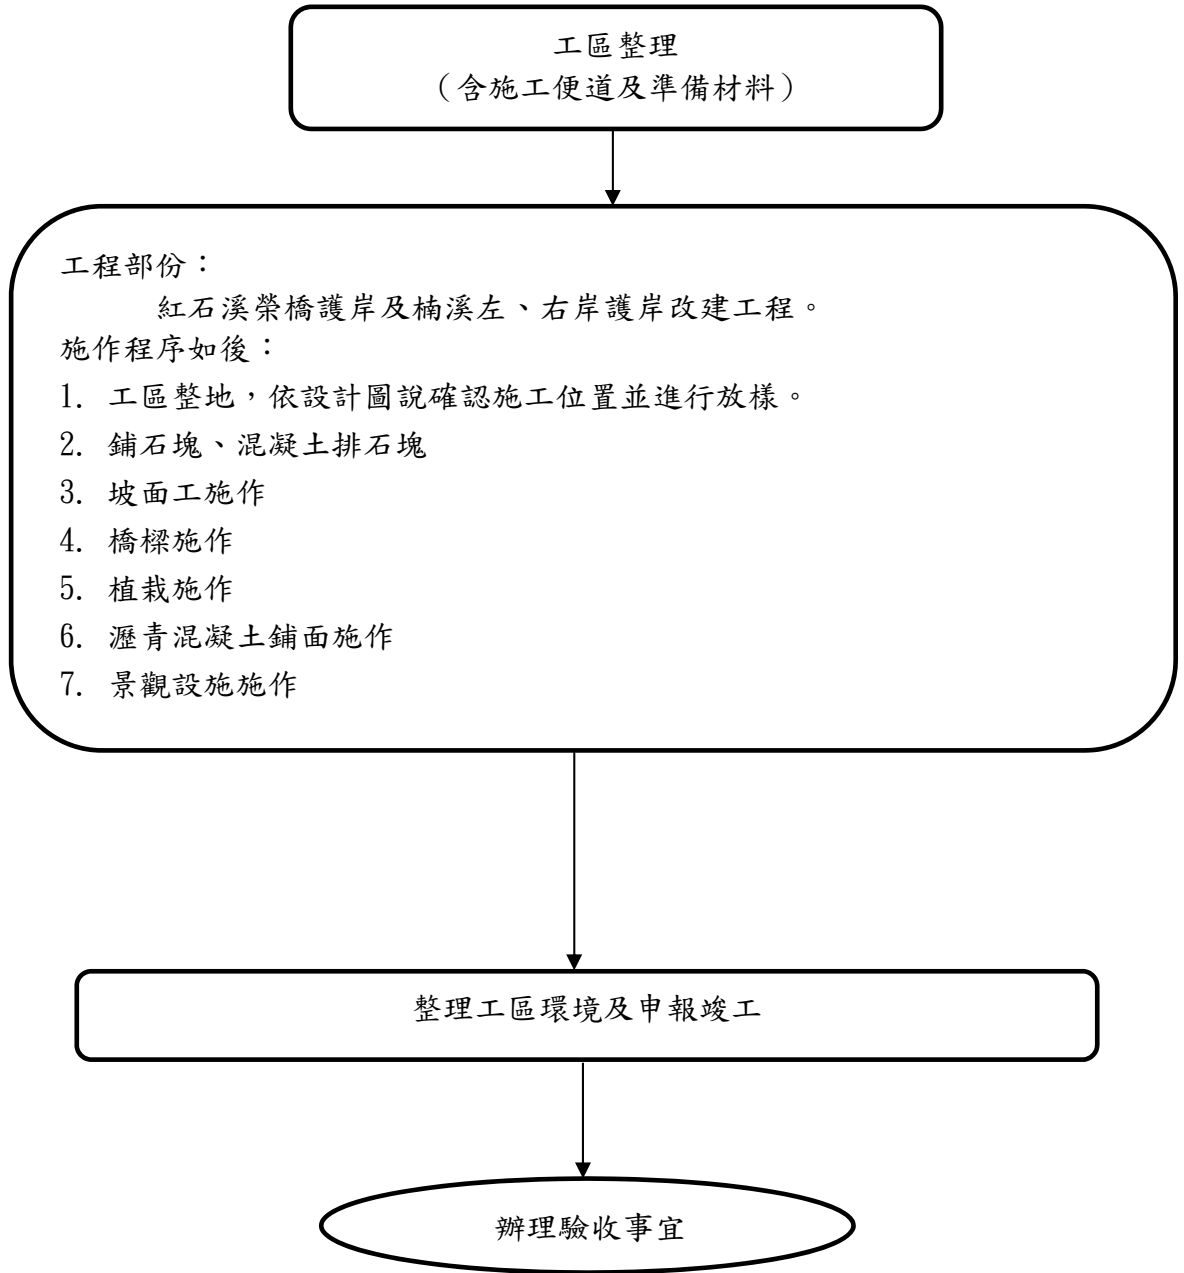 工區整理
（含施工便道及準備材料）
工程部份：
紅石溪榮橋護岸及楠溪左、右岸護岸改建工程。
施作程序如後：
1. 工區整地，依設計圖說確認施工位置並進行放樣。
2. 鋪石塊、混凝土排石塊
3. 坡面工施作
4. 橋樑施作
5. 植栽施作
6. 瀝青混凝土鋪面施作
7. 景觀設施施作
整理工區環境及申報竣工
辦理驗收事宜